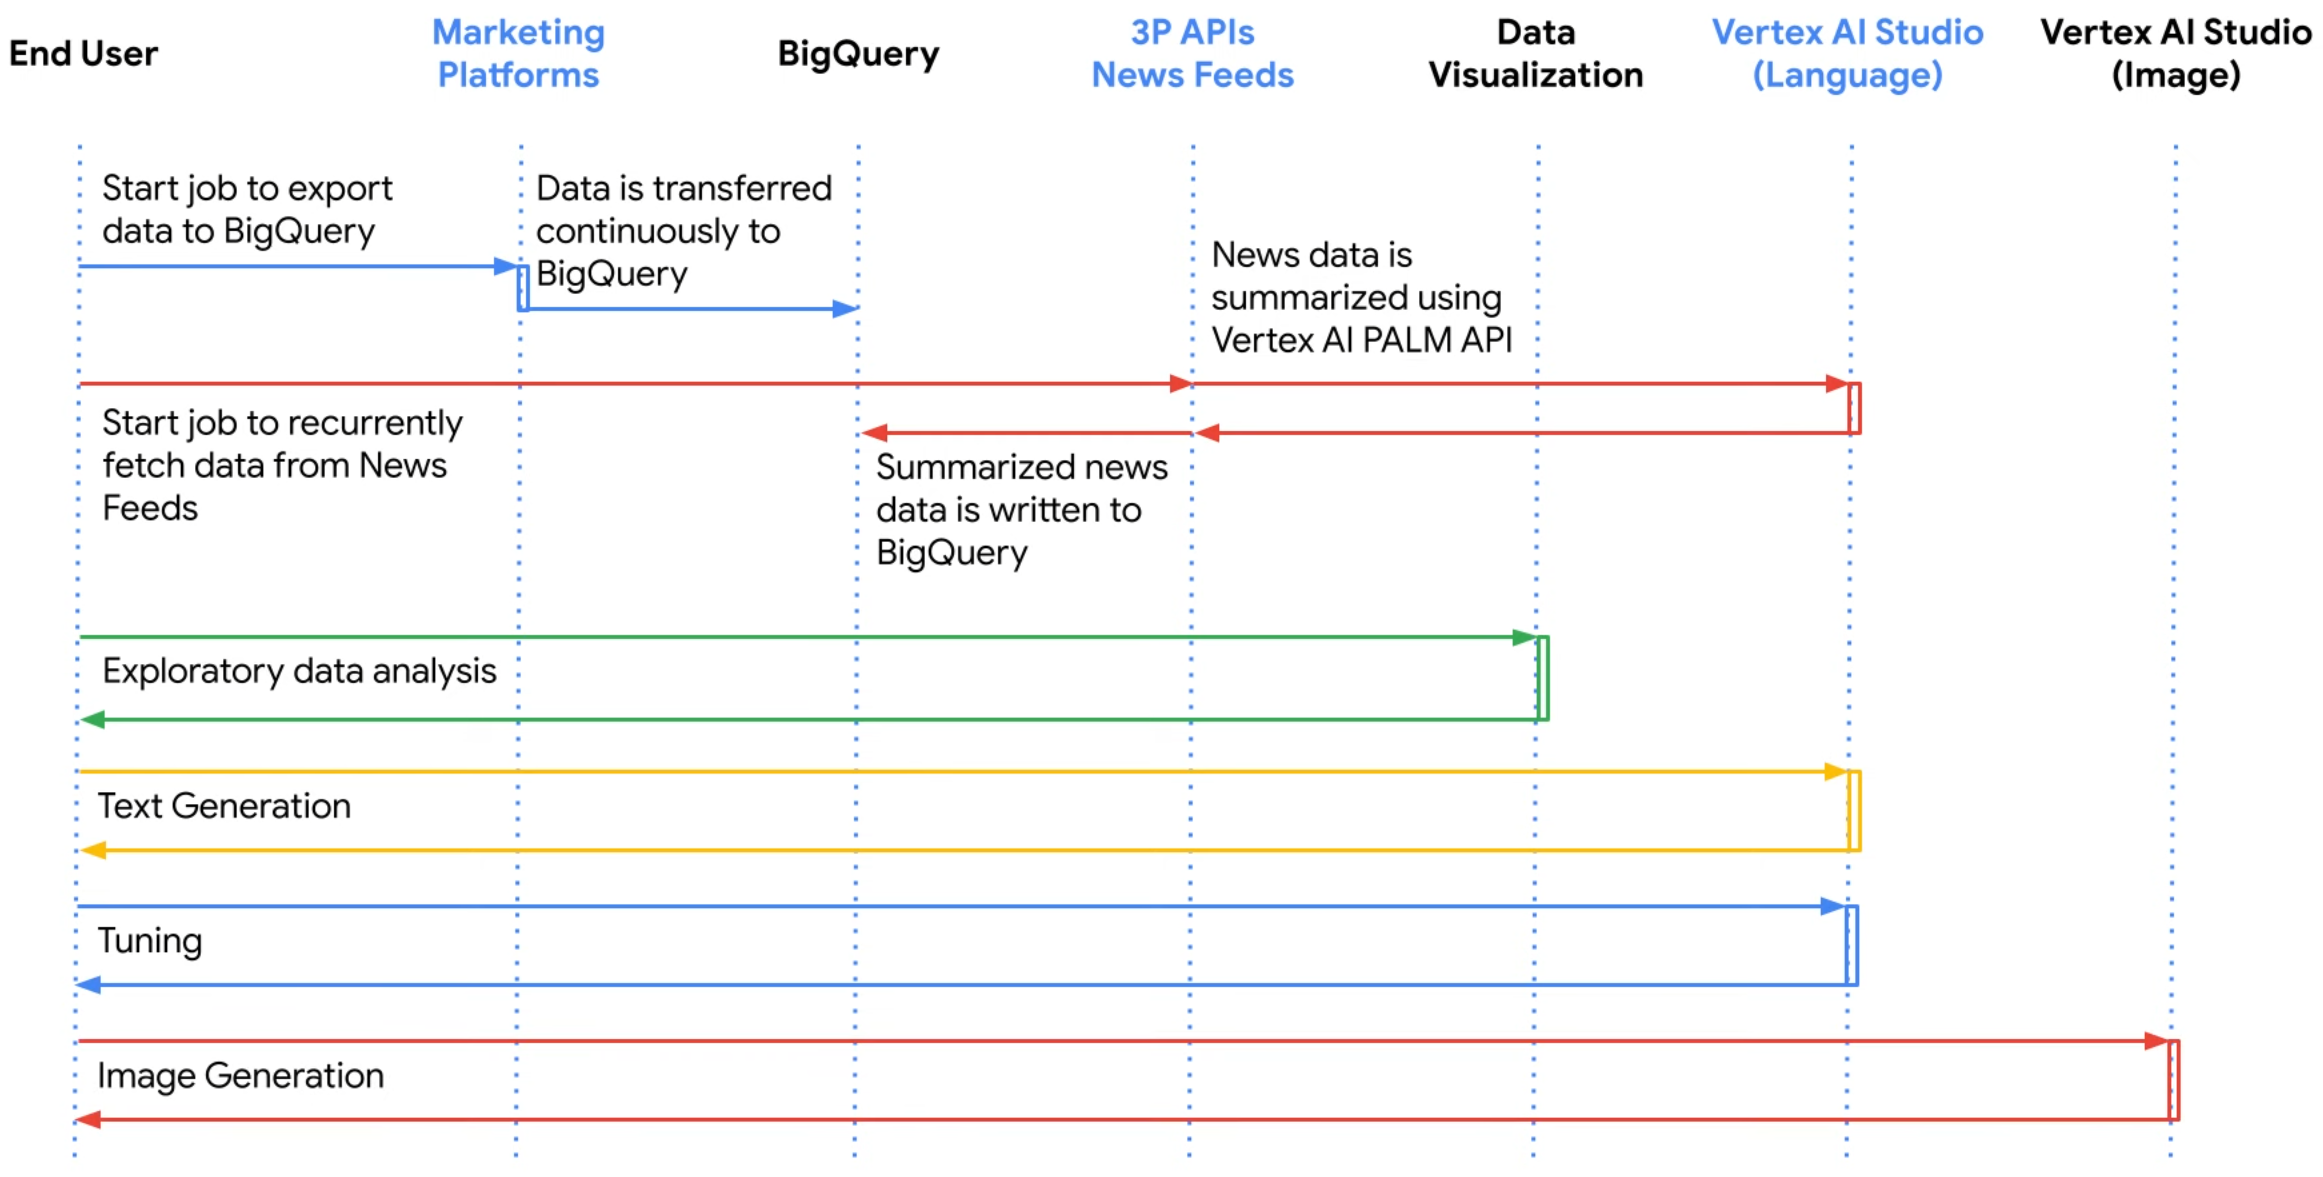 End User
Marketing
Platforms
BigQuery
3P APIs
News Feeds
Data
Visualization
Vertex AI Studio
(Language)
Vertex AI Studio
(Image)
Start job to export
data to BigQuery
Data is transferred
continuously to
BigQuery
News data is
summarized using
Vertex AI PALM API
Start job to recurrently
fetch data from News
Feeds
Summarized news
data is written to
BigQuery
Exploratory data analysis
Text Generation
Tuning
Image Generation